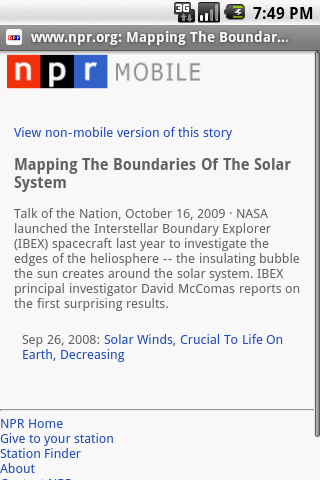 3G 7:49 PM
www.npr.org: Mapping The Boundar...
npr MOBILE
View non-mobile version of this story
Mapping The Boundaries Of The Solar
System
Talk of the Nation, October 16, 2009 · NASA
launched the Interstellar Boundary Explorer
(IBEX) spacecraft last year to investigate the
edges of the heliosphere -- the insulating bubble
the sun creates around the solar system. IBEX
principal investigator David McComas reports on
the first surprising results.
Sep 26, 2008: Solar Winds, Crucial To Life On
Earth, Decreasing
NPR Home
Give to your station
Station Finder
About